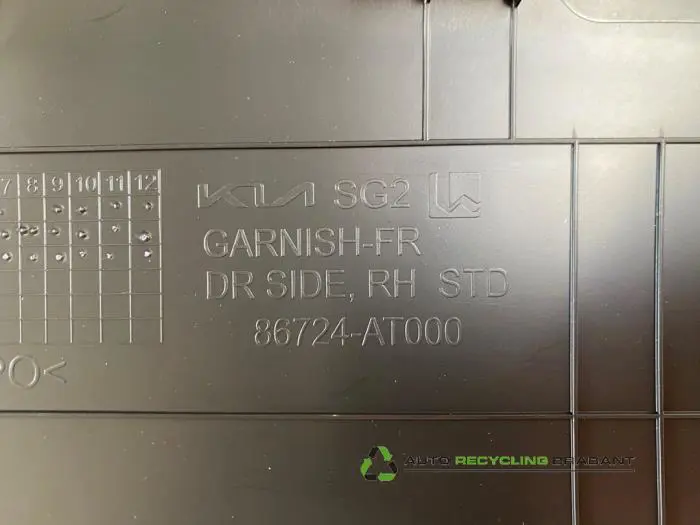 7 8 9 10 11 12
KIA SG2
GARNISH-FR
DR SIDE, RH STD
86724-AT000
PO<
AUTO RECYCLING BRABANT